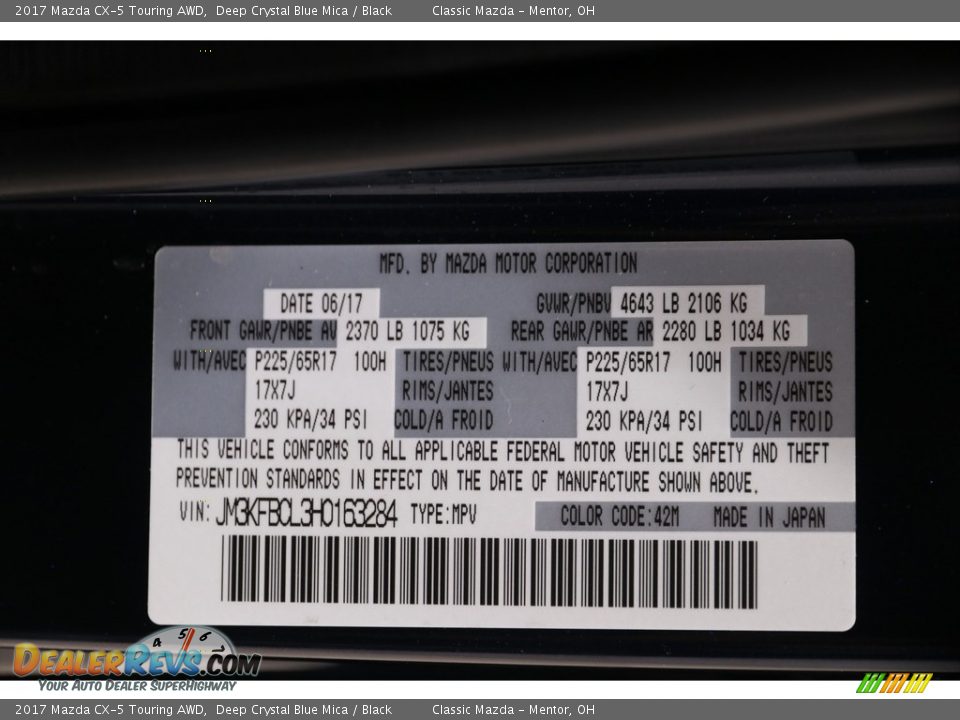 2017 Mazda CX-5 Touring AWD, Deep Crystal Blue Mica / Black Classic Mazda - Mentor, OH
MFD. BY MAZDA MOTOR CORPORATION
DATE 06/17 GVWR/PNBV 4643 LB 2106 KG
FRONT GAWR/PNBE AV 2370 LB 1075 KG REAR GAWR/PNBE AR 2280 LB 1034 KG
WITH/AVEC P225/65R17 100H TIRES/PNEUS WITH/AVEC P225/65R17 100H TIRES/PNEUS
17X7J RIMS/JANTES 17X7J RIMS/JANTES
230 KPA/34 PSI COLD/A FROID 230 KPA/34 PSI COLD/A FROID
THIS VEHICLE CONFORMS TO ALL APPLICABLE FEDERAL MOTOR VEHICLE SAFETY AND THEFT
PREVENTION STANDARDS IN EFFECT ON THE DATE OF MANUFACTURE SHOWN ABOVE.
VIN: JM3KFBCL3H0163284 TYPE:MPV COLOR CODE:42M MADE IN JAPAN
4 5 6
DEALERREVS.COM
YOUR AUTO DEALER SUPERHIGHWAY
2017 Mazda CX-5 Touring AWD, Deep Crystal Blue Mica / Black Classic Mazda - Mentor, OH